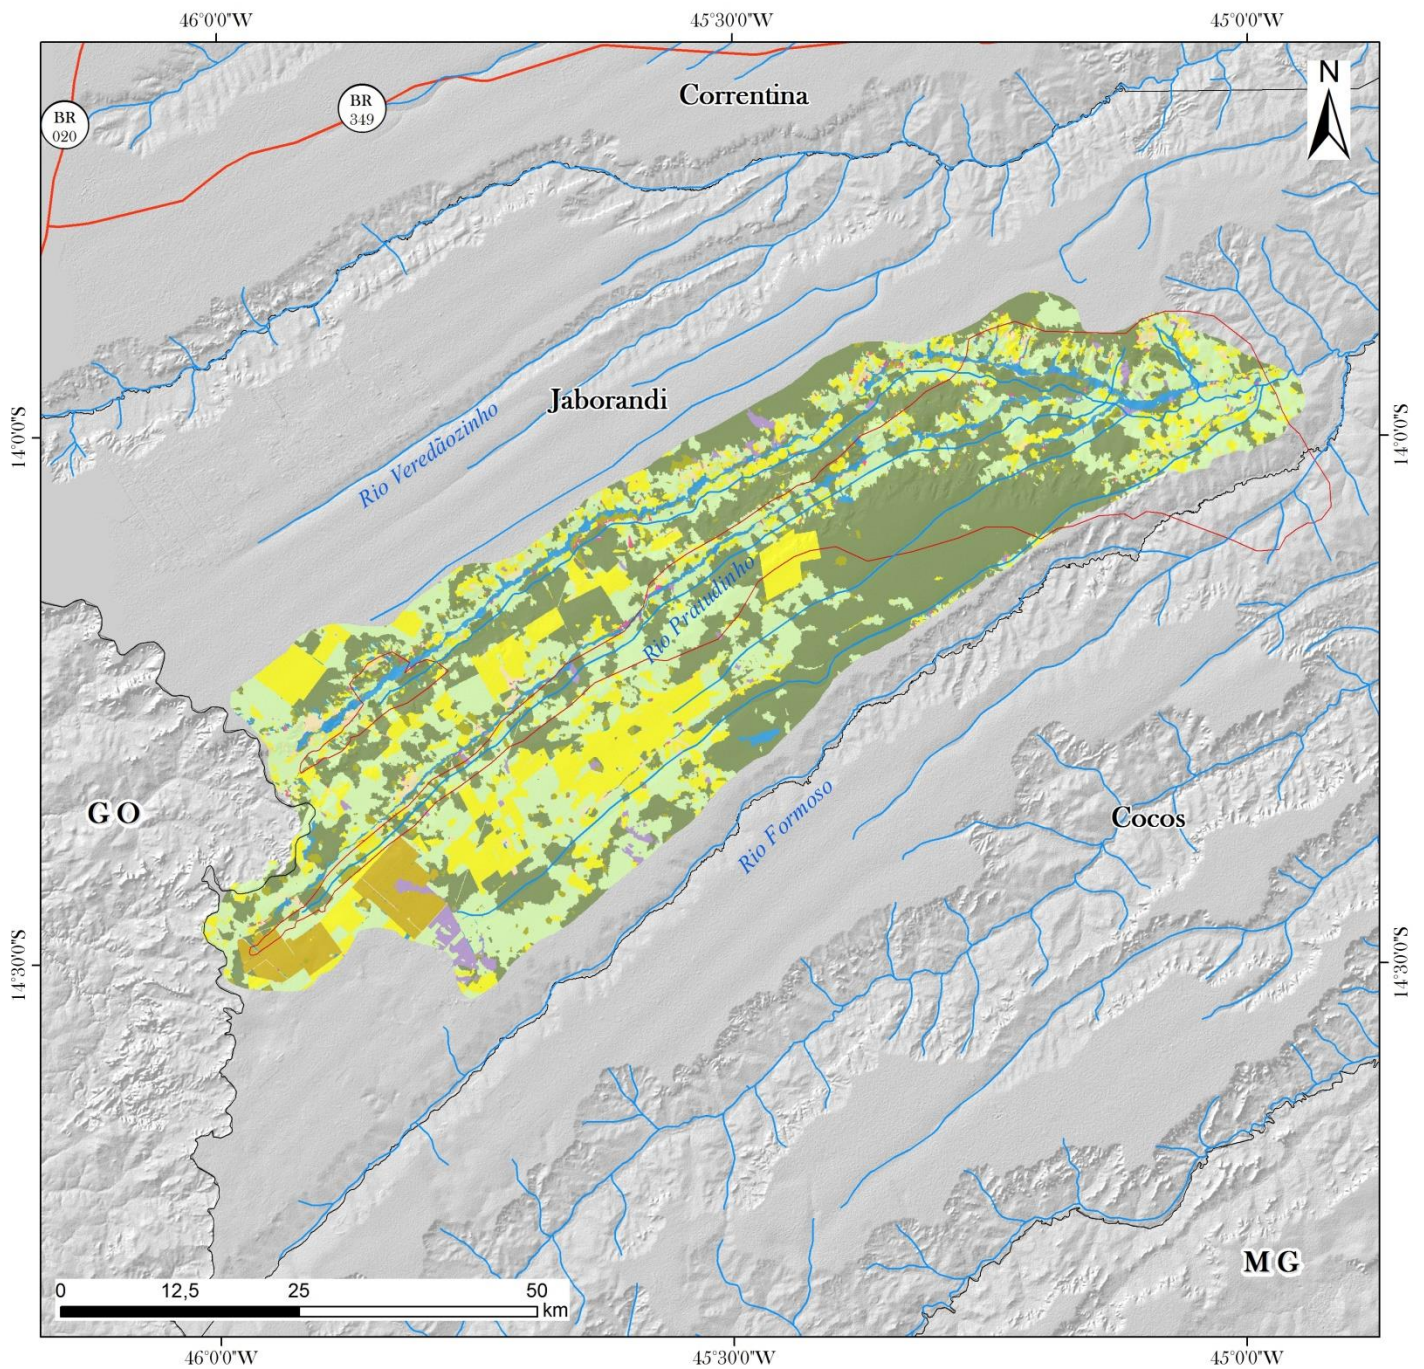 46°0'0"W 45°30'0"W 45°0'0"W
N
Correntina
BR
349
BR
020
Jaborandi
Rio Veredãozinho
14°0'0"S 14°0'0"S
Rio Pratudinho
GO
Rio Formoso
Cocos
14°30'0"S 14°30'0"S
MG
0 12,5 25 50
km
46°0'0"W 45°30'0"W 45°0'0"W